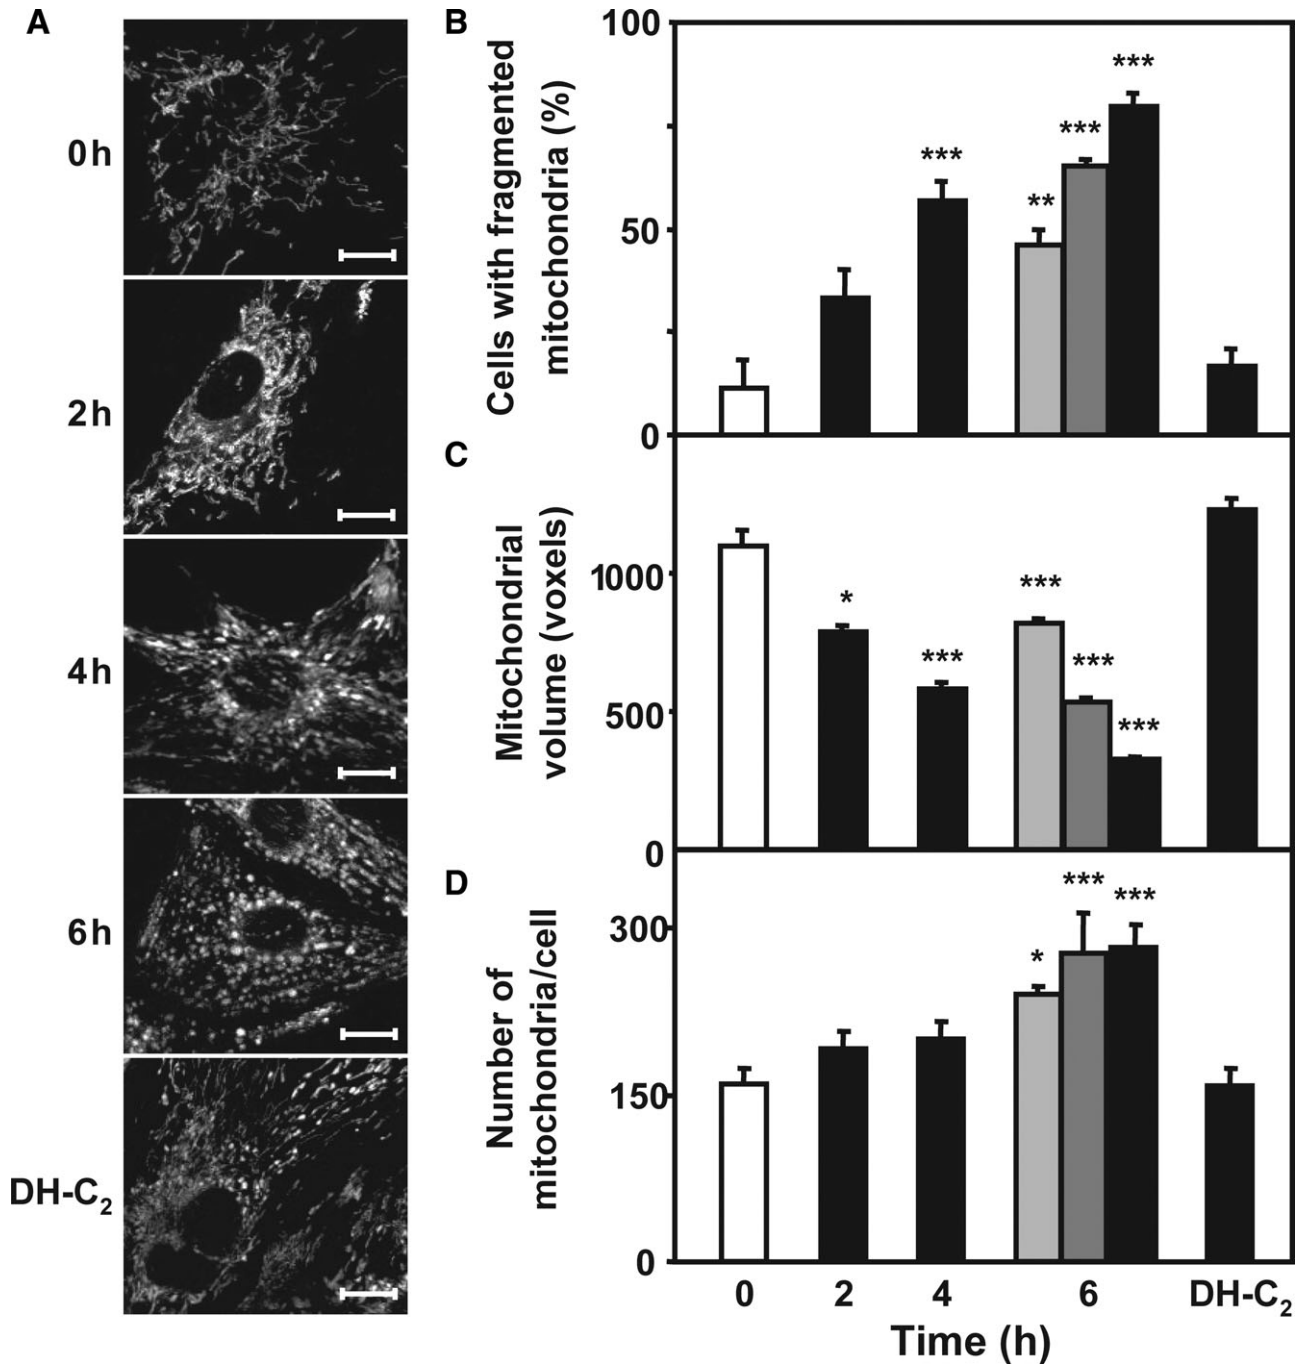 A
0h
2h
4h
6h
DH-C₂
B
Cells with fragmented
mitochondria (%)
100
50
0
**
***
***
***
C
Mitochondrial
volume (voxels)
1000
500
0
*
***
***
***
***
D
Number of
mitochondria/cell
300
150
0
*
***
***
0
2
4
6
DH-C₂
Time (h)